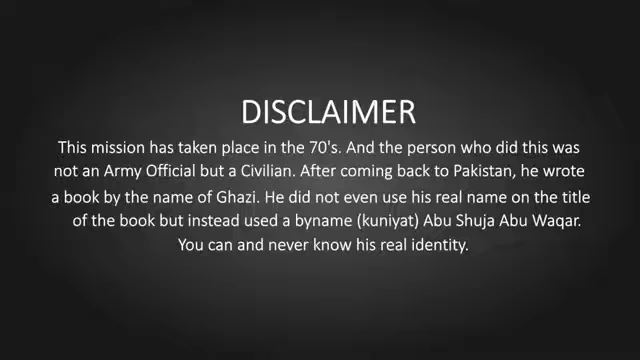 DISCLAIMER
This mission has taken place in the 70's. And the person who did this was
not an Army Official but a Civilian. After coming back to Pakistan, he wrote
a book by the name of Ghazi. He did not even use his real name on the title
of the book but instead used a byname (kuniyat) Abu Shuja Abu Waqar.
You can and never know his real identity.